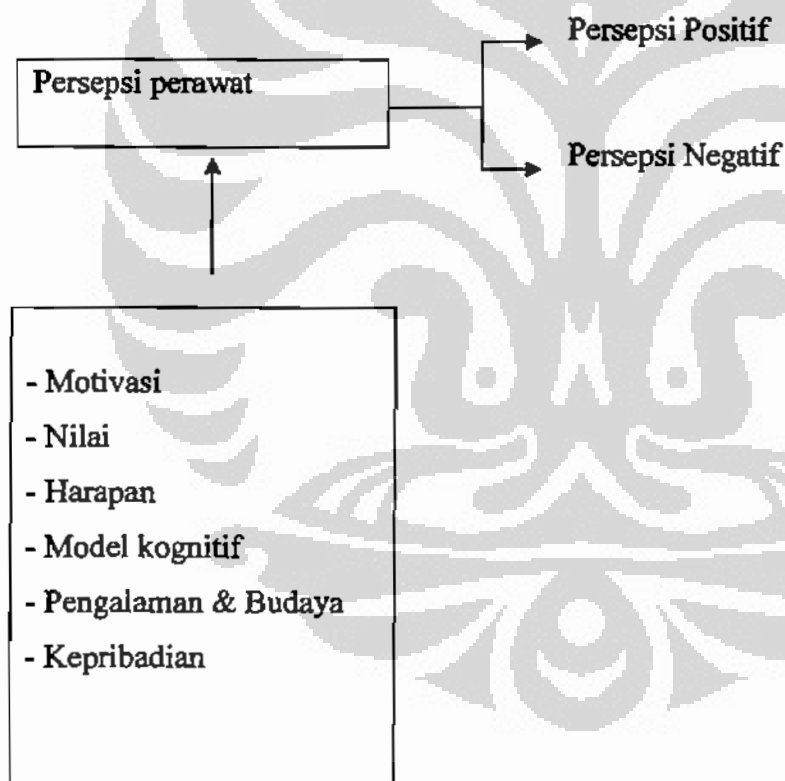 Persepsi Positif
Persepsi perawat
Persepsi Negatif
- Motivasi
- Nilai
- Harapan
- Model kognitif
- Pengalaman & Budaya
- Kepribadian